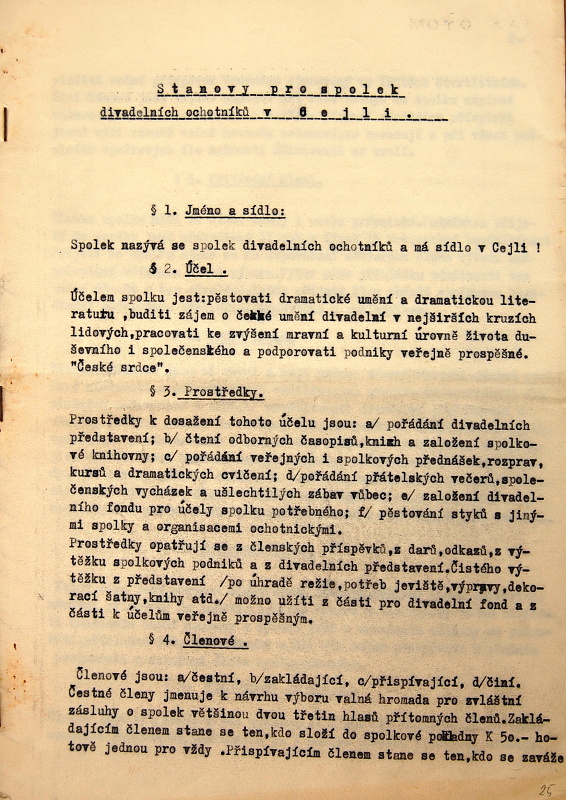 Stanovy pro spolek
divadelních ochotníků v Cejli.
§ 1. Jméno a sídlo:
Spolek nazývá se spolek divadelních ochotníků a má sídlo v Cejli !
§ 2. Účel .
Účelem spolku jest:pěstovati dramatické umění a dramatickou lite-
raturu ,buditi zájem o české umění divadelní v nejširších kruzích
lidových,pracovati ke zvýšení mravní a kulturní úrovně života du-
ševního i společenského a podporovati podniky veřejně prospěšné.
"České srdce".
§ 3. Prostředky.
Prostředky k dosažení tohoto účelu jsou: a/ pořádání divadelních
představení; b/ čtení odborných časopisů,knih a založení spolko-
vé knihovny; c/ pořádání veřejných i spolkových přednášek,rozprav,
kursů a dramatických cvičení; d/pořádání přátelských večerů,spole-
čenských vycházek a ušlechtilých zábav vůbec; e/ založení divadel-
ního fondu pro účely spolku potřebného; f/ pěstování styků s jiný-
mi spolky a organisacemi ochotnickými.
Prostředky opatřují se z členských příspěvků,z darů,odkazů,z vý-
těžku spolkových podniků a z divadelních představení.Čistého vý-
těžku z představení /po úhradě režie,potřeb jeviště,výpravy,deko-
rací šatny,knihy atd./ možno užíti z části pro divadelní fond a z
části k účelům veřejně prospěšným.
§ 4. Členové .
Členové jsou: a/čestní, b/zakládající, c/přispívající, d/činí.
Čestné členy jmenuje k návrhu výboru valná hromada pro zvláštní
zásluhy o spolek většinou dvou třetin hlasů přítomných členů.Zaklá-
dajícím členem stane se ten,kdo složí do spolkové pokladny K 50.- ho-
tově jednou pro vždy .Přispívajícím členem stane se ten,kdo se zaváže
25